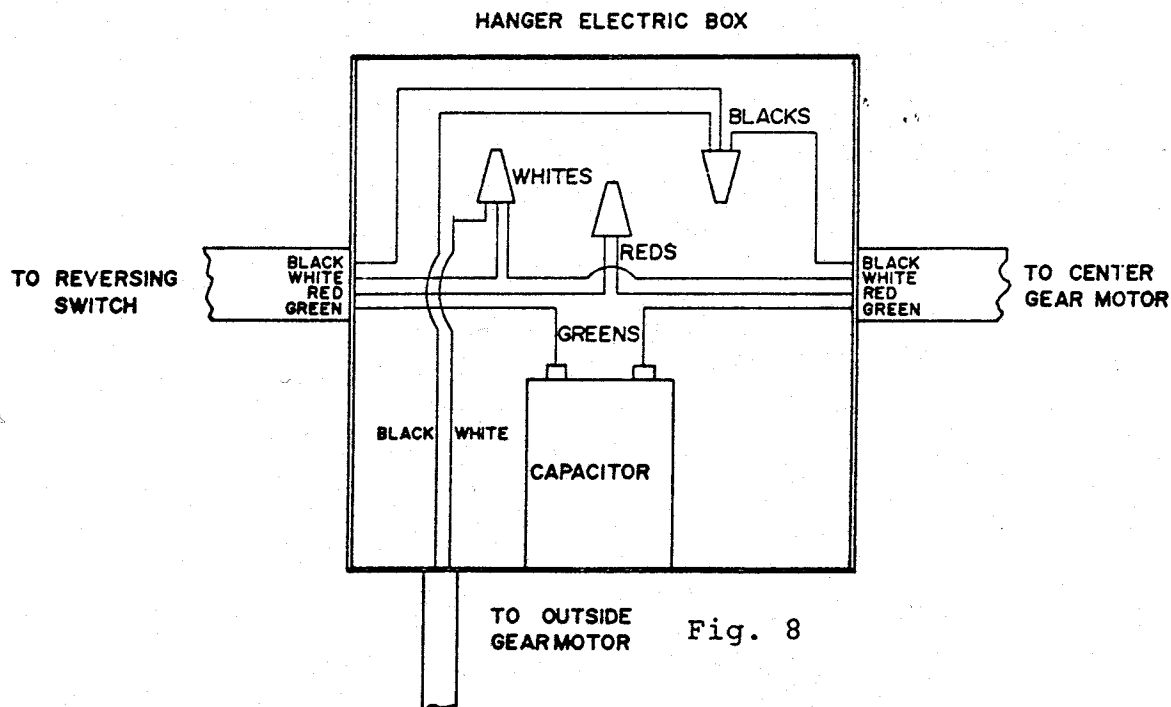 HANGER ELECTRIC BOX
BLACKS
WHITES
REDS
TO REVERSING
SWITCH
BLACK
WHITE
RED
GREEN
BLACK
WHITE
RED
GREEN
TO CENTER
GEAR MOTOR
GREENS
BLACK WHITE
CAPACITOR
TO OUTSIDE
GEARMOTOR
Fig. 8